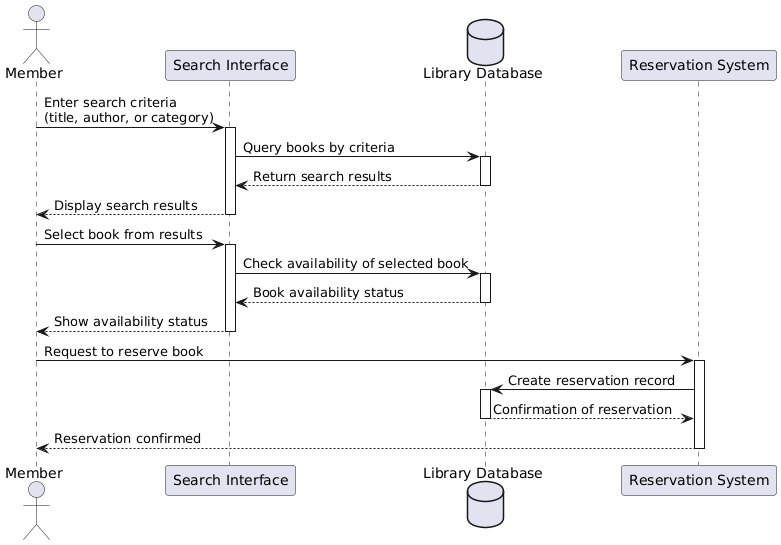 Member
Search Interface
Library Database
Reservation System
Enter search criteria
(title, author, or category)
Query books by criteria
Return search results
Display search results
Select book from results
Check availability of selected book
Book availability status
Show availability status
Request to reserve book
Create reservation record
Confirmation of reservation
Reservation confirmed
Member
Search Interface
Library Database
Reservation System